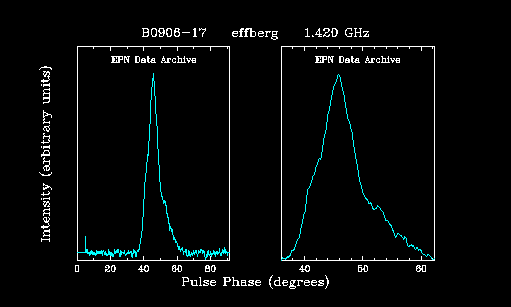 B0906-17 effberg 1.420 GHz
EPN Data Archive EPN Data Archive
Intensity (arbitrary units)
0 20 40 60 80 40 50 60
Pulse Phase (degrees)